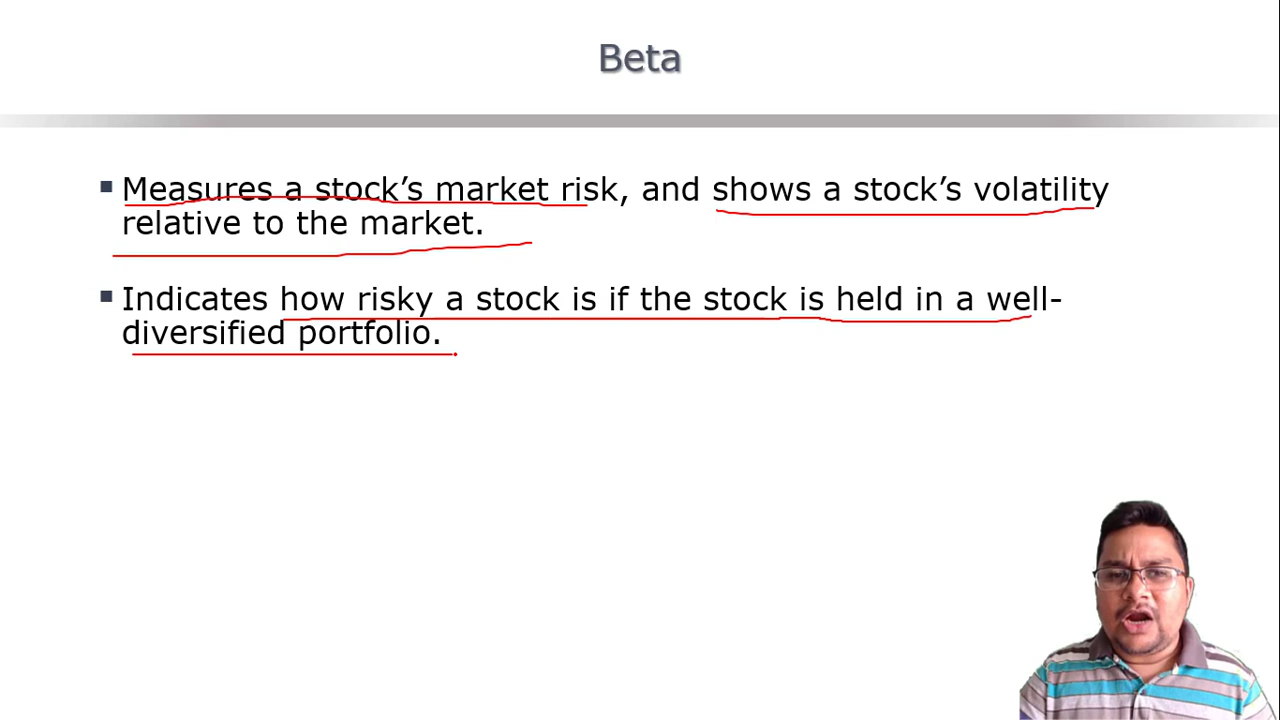 Beta
▪ Measures a stock’s market risk, and shows a stock’s volatility
relative to the market.
▪ Indicates how risky a stock is if the stock is held in a well-
diversified portfolio.